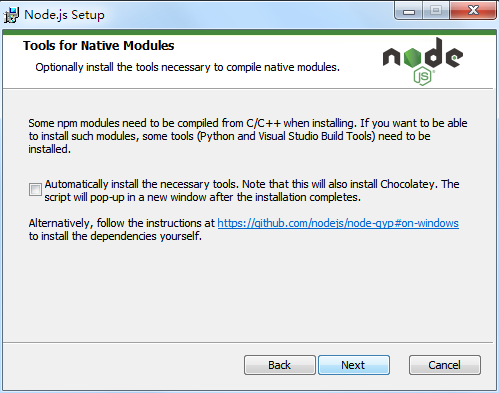 Node.js Setup
Tools for Native Modules
Optionally install the tools necessary to compile native modules.
node
JS
Some npm modules need to be compiled from C/C++ when installing. If you want to be able
to install such modules, some tools (Python and Visual Studio Build Tools) need to be
installed.
Automatically install the necessary tools. Note that this will also install Chocolatey. The
script will pop-up in a new window after the installation completes.
Alternatively, follow the instructions at https://github.com/nodejs/node-gyp#on-windows
to install the dependencies yourself.
Back Next Cancel